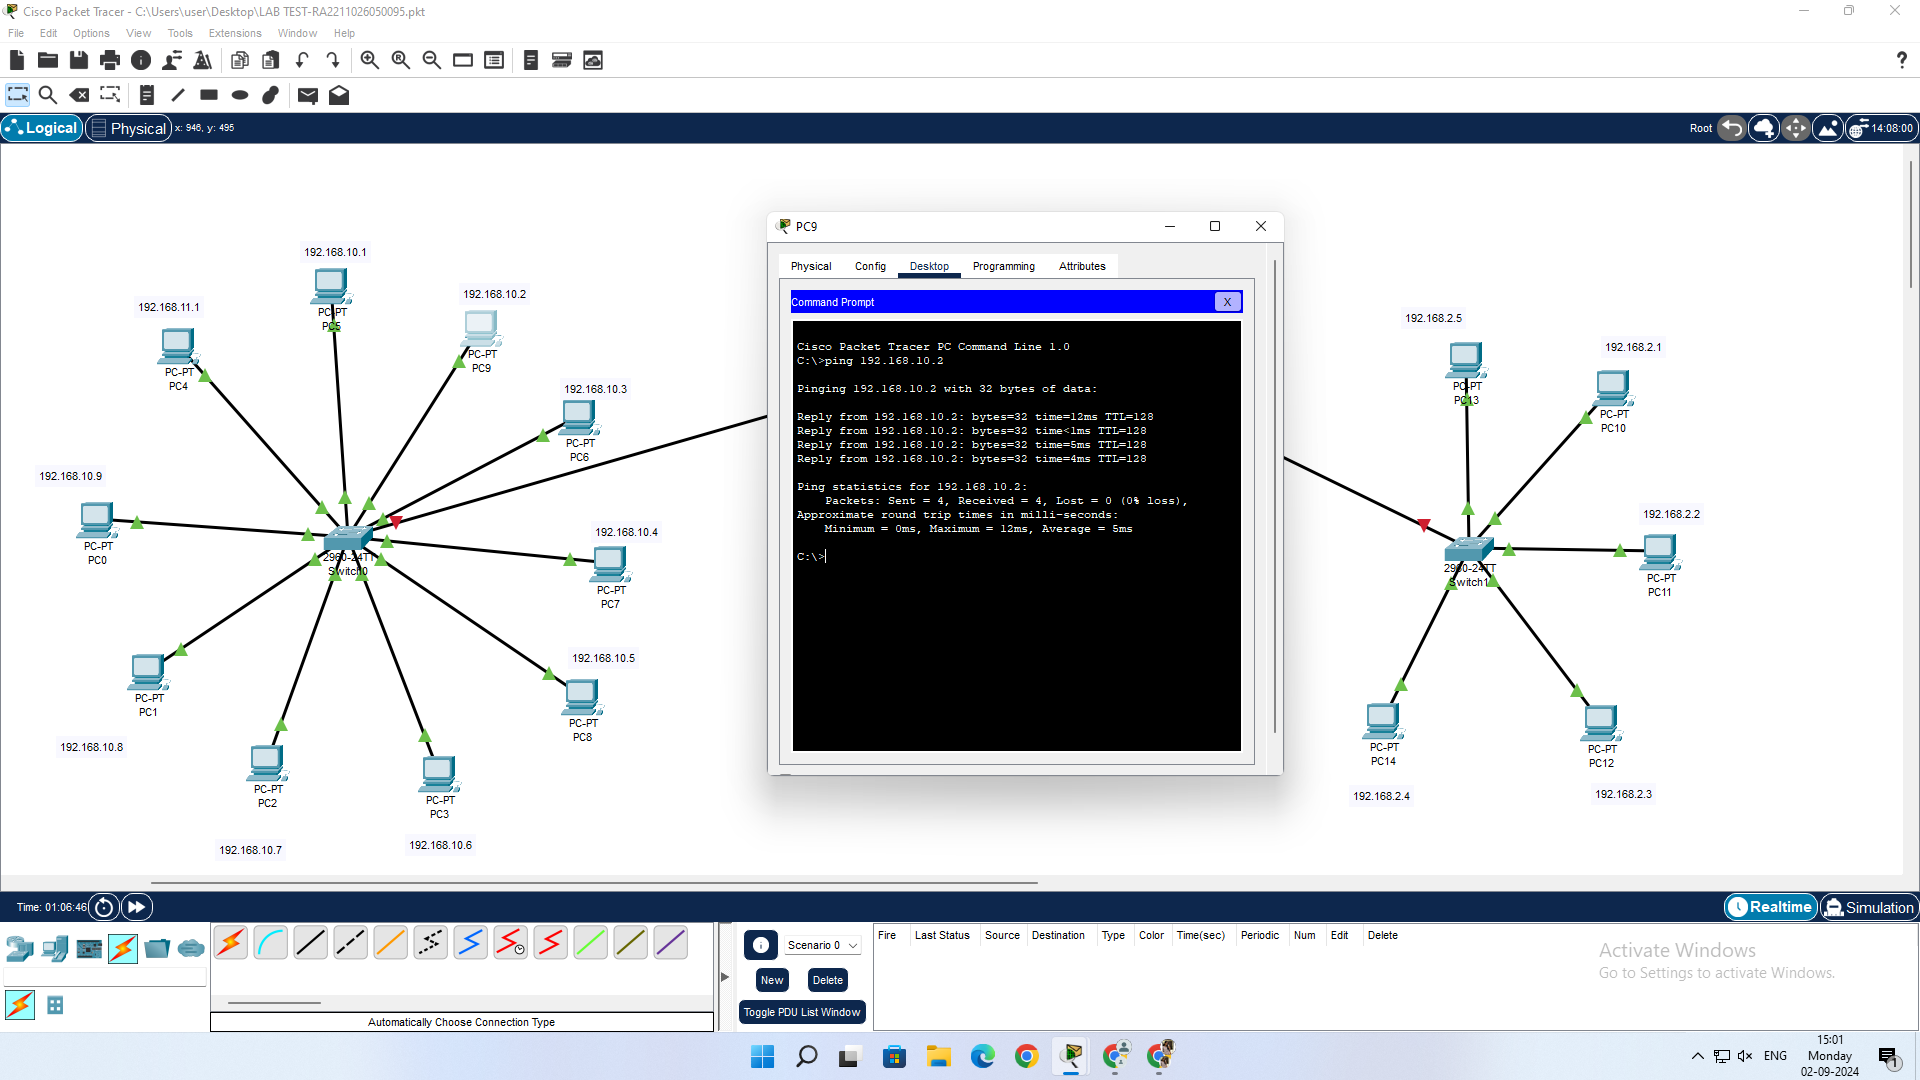 Cisco Packet Tracer - C:\Users\user\Desktop\LAB TEST-RA2211026050095.pkt
File Edit Options View Tools Extensions Window Help
?
Logical Physical x: 946, y: 495
Root 14:08:00
192.168.10.1
192.168.11.1
192.168.10.2
PC-PT
PC5
PC-PT
PC4
PC-PT
PC9
192.168.10.3
PC-PT
PC6
192.168.10.9
PC-PT
PC0
192.168.10.4
2960-24TT
Switch0
PC-PT
PC7
192.168.10.5
PC-PT
PC1
PC-PT
PC8
192.168.10.8
PC-PT
PC2
PC-PT
PC3
192.168.10.7
192.168.10.6
PC9
Physical Config Desktop Programming Attributes
Command Prompt X
Cisco Packet Tracer PC Command Line 1.0
C:\>ping 192.168.10.2
Pinging 192.168.10.2 with 32 bytes of data:
Reply from 192.168.10.2: bytes=32 time=12ms TTL=128
Reply from 192.168.10.2: bytes=32 time<1ms TTL=128
Reply from 192.168.10.2: bytes=32 time=5ms TTL=128
Reply from 192.168.10.2: bytes=32 time=4ms TTL=128
Ping statistics for 192.168.10.2:
Packets: Sent = 4, Received = 4, Lost = 0 (0% loss),
Approximate round trip times in milli-seconds:
Minimum = 0ms, Maximum = 12ms, Average = 5ms
C:\>
192.168.2.5
192.168.2.1
PC-PT
PC13
PC-PT
PC10
192.168.2.2
2960-24TT
Switch1
PC-PT
PC11
PC-PT
PC14
PC-PT
PC12
192.168.2.4
192.168.2.3
Time: 01:06:46
Realtime Simulation
Automatically Choose Connection Type
Scenario 0
New Delete
Toggle PDU List Window
Fire Last Status Source Destination Type Color Time(sec) Periodic Num Edit Delete
Activate Windows
Go to Settings to activate Windows.
ENG
15:01
Monday
02-09-2024
1